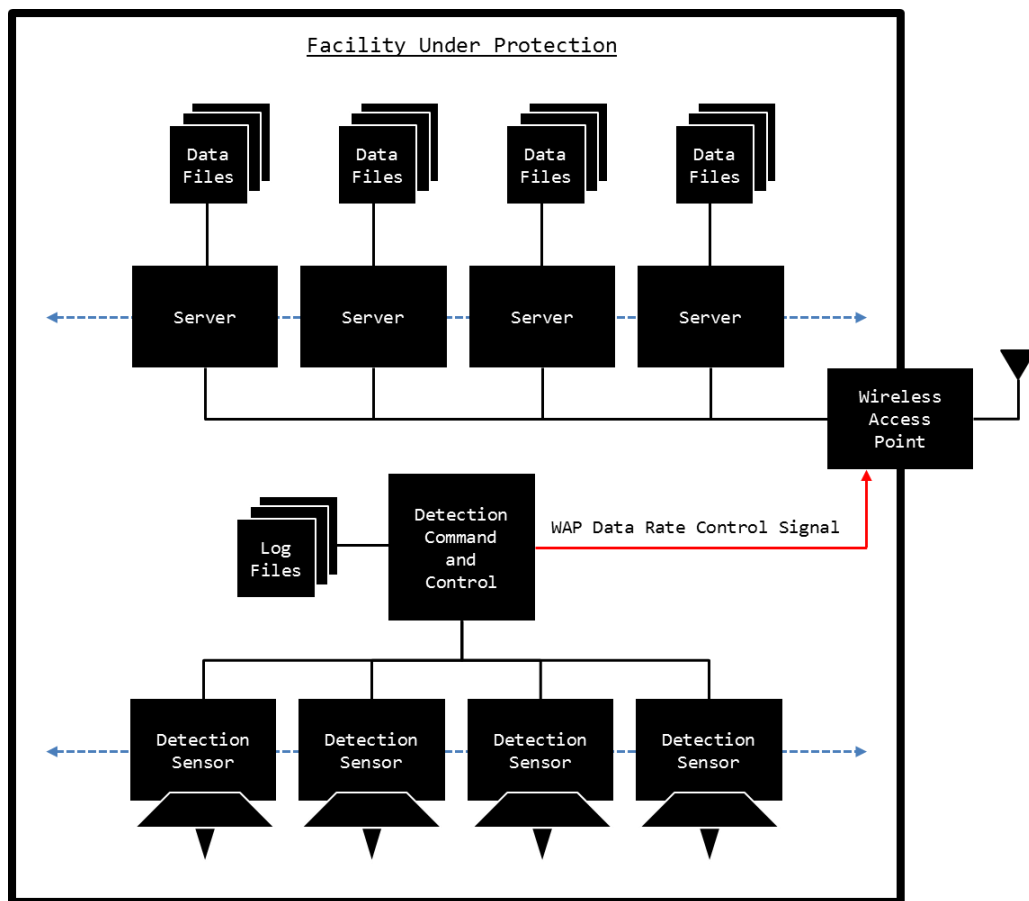 Facility Under Protection
Data
Files
Data
Files
Data
Files
Data
Files
Server
Server
Server
Server
Wireless
Access
Point
Log
Files
Detection
Command
and
Control
WAP Data Rate Control Signal
Detection
Sensor
Detection
Sensor
Detection
Sensor
Detection
Sensor